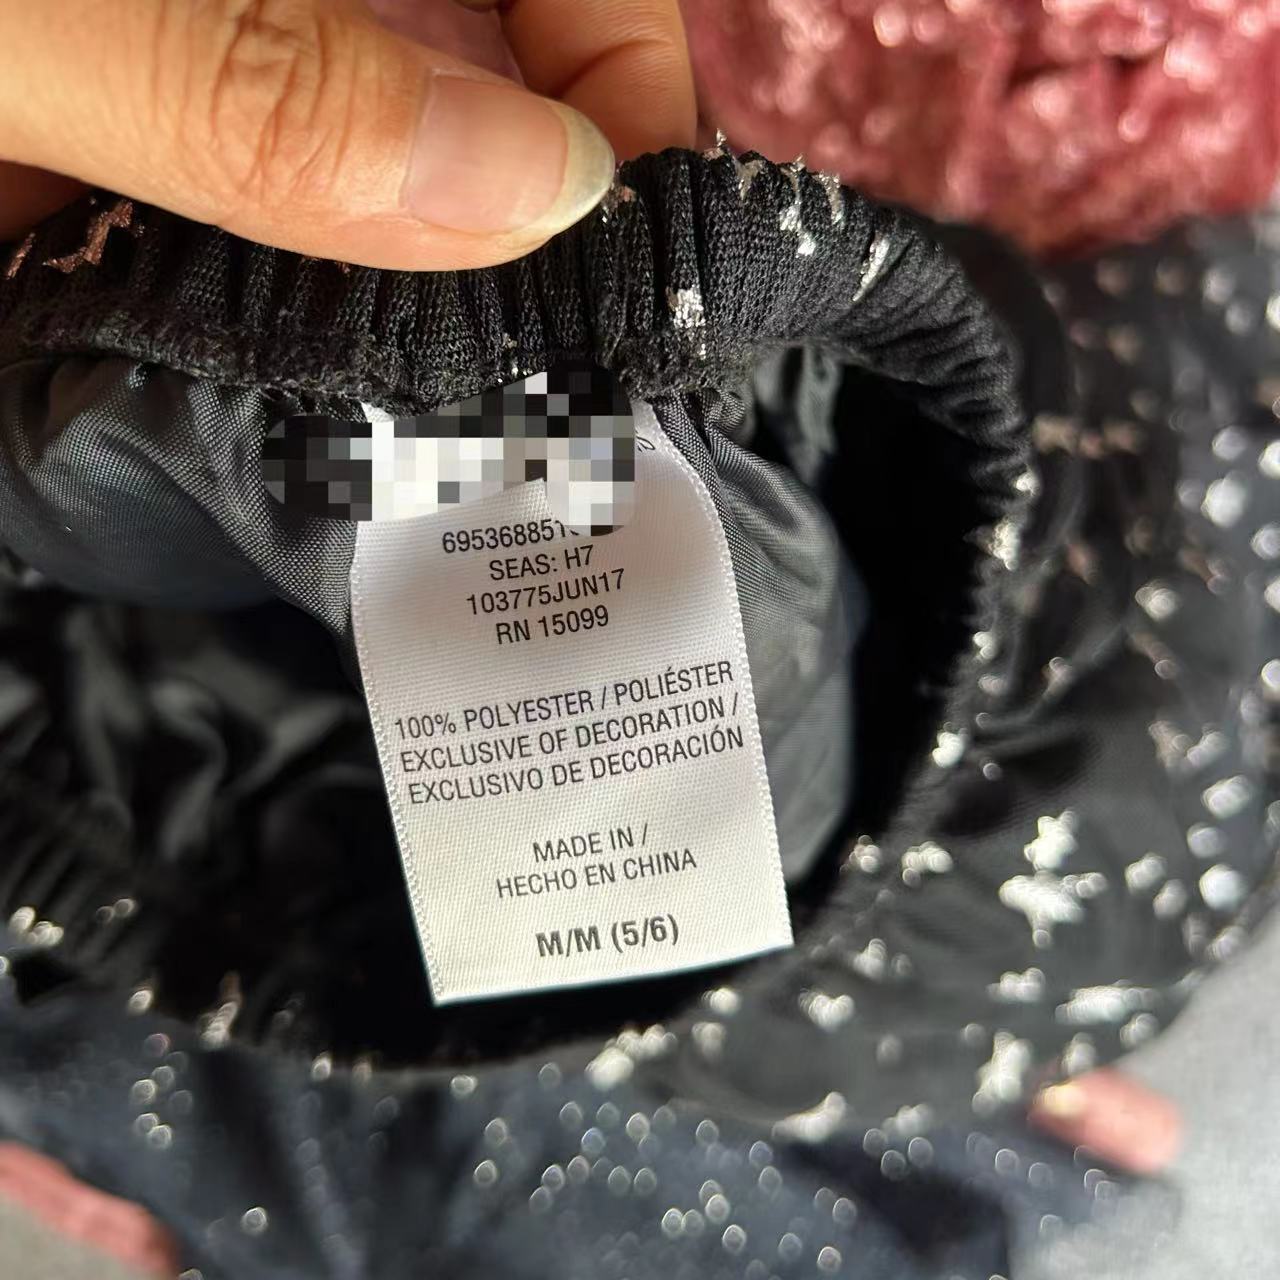 SEAS: H7
103775JUN17
RN 15099
100% POLYESTER / POLIÉSTER
EXCLUSIVE OF DECORATION /
EXCLUSIVO DE DECORACIÓN
MADE IN /
HECHO EN CHINA
M/M (5/6)